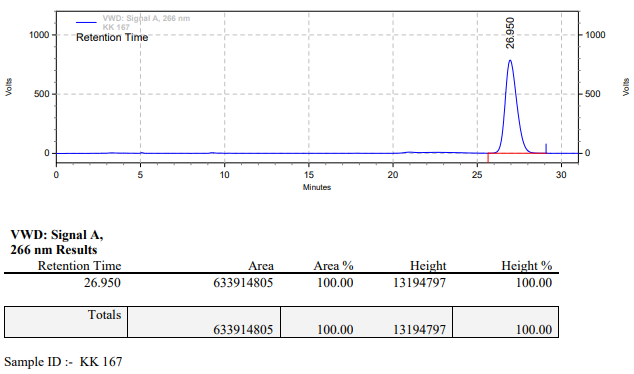 VWD: Signal A, 266 nm
KK 167
Retention Time
26.950
1000
500
0
Volts
1000
500
0
Volts
0 5 10 15 20 25 30
Minutes
VWD: Signal A,
266 nm Results
Retention Time Area Area % Height Height %
26.950 633914805 100.00 13194797 100.00
Totals
633914805 100.00 13194797 100.00
Sample ID :- KK 167